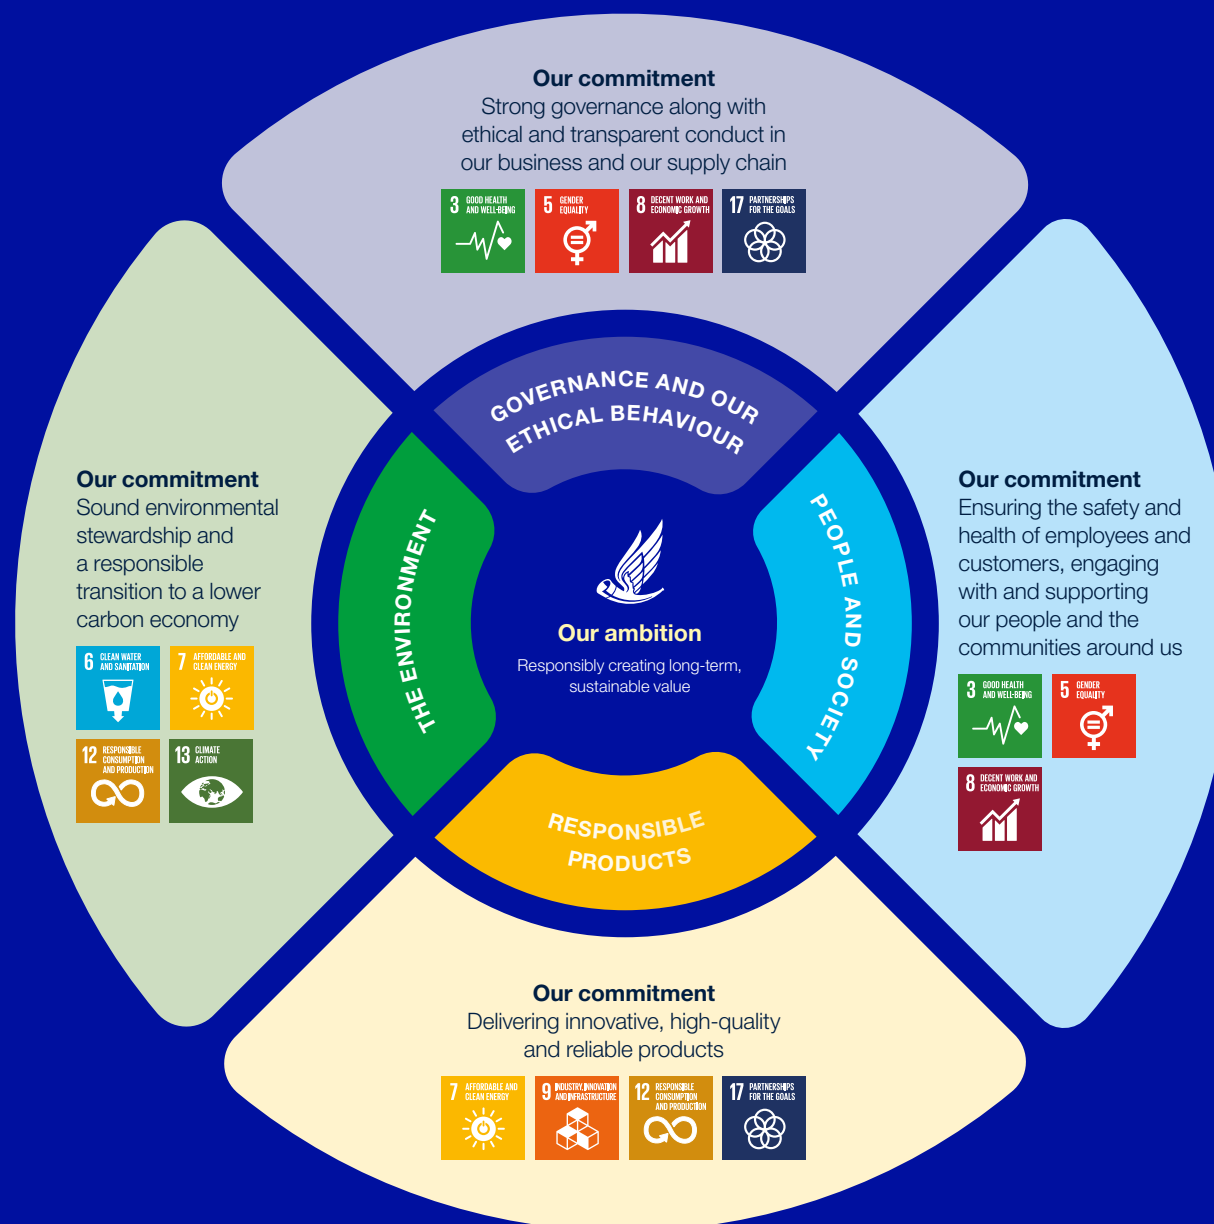 Our commitment
Strong governance along with
ethical and transparent conduct in
our business and our supply chain
3 GOOD HEALTH
AND WELL-BEING
5 GENDER
EQUALITY
8 DECENT WORK AND
ECONOMIC GROWTH
17 PARTNERSHIPS
FOR THE GOALS
GOVERNANCE AND OUR
ETHICAL BEHAVIOUR
Our commitment
Sound environmental
stewardship and
a responsible
transition to a lower
carbon economy
6 CLEAN WATER
AND SANITATION
7 AFFORDABLE AND
CLEAN ENERGY
12 RESPONSIBLE
CONSUMPTION
AND PRODUCTION
13 CLIMATE
ACTION
THE ENVIRONMENT
Our ambition
Responsibly creating long-term,
sustainable value
PEOPLE AND SOCIETY
Our commitment
Ensuring the safety and
health of employees and
customers, engaging
with and supporting
our people and the
communities around us
3 GOOD HEALTH
AND WELL-BEING
5 GENDER
EQUALITY
8 DECENT WORK AND
ECONOMIC GROWTH
RESPONSIBLE
PRODUCTS
Our commitment
Delivering innovative, high-quality
and reliable products
7 AFFORDABLE AND
CLEAN ENERGY
9 INDUSTRY, INNOVATION
AND INFRASTRUCTURE
12 RESPONSIBLE
CONSUMPTION
AND PRODUCTION
17 PARTNERSHIPS
FOR THE GOALS